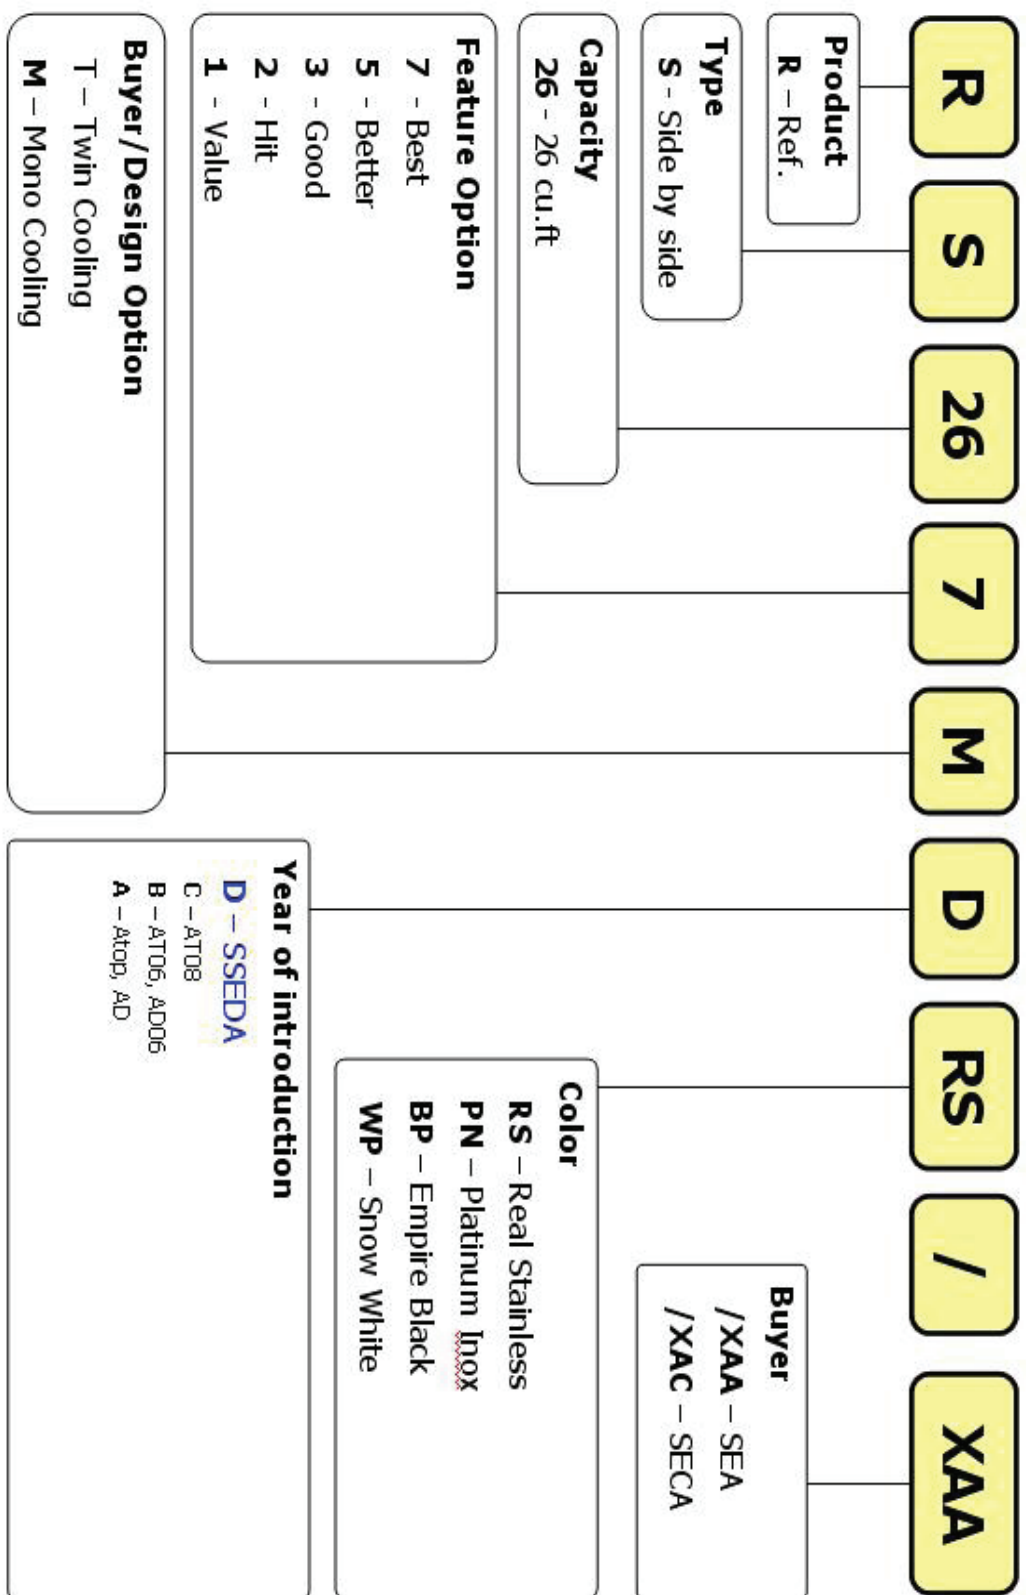 R S 26 7 M D RS / XAA
Product
R – Ref.
Type
S - Side by side
Capacity
26 - 26 cu.ft
Feature Option
7 - Best
5 - Better
3 - Good
2 - Hit
1 - Value
Buyer/Design Option
T – Twin Cooling
M – Mono Cooling
Year of introduction
D – SSEDA
C – AT08
B – AT06, AD06
A – Atop, AD
Color
RS – Real Stainless
PN – Platinum Inox
BP – Empire Black
WP – Snow White
Buyer
/XAA – SEA
/XAC – SECA